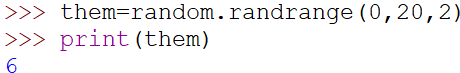 >>> them=random.randrange(0,20,2)
>>> print(them)
6